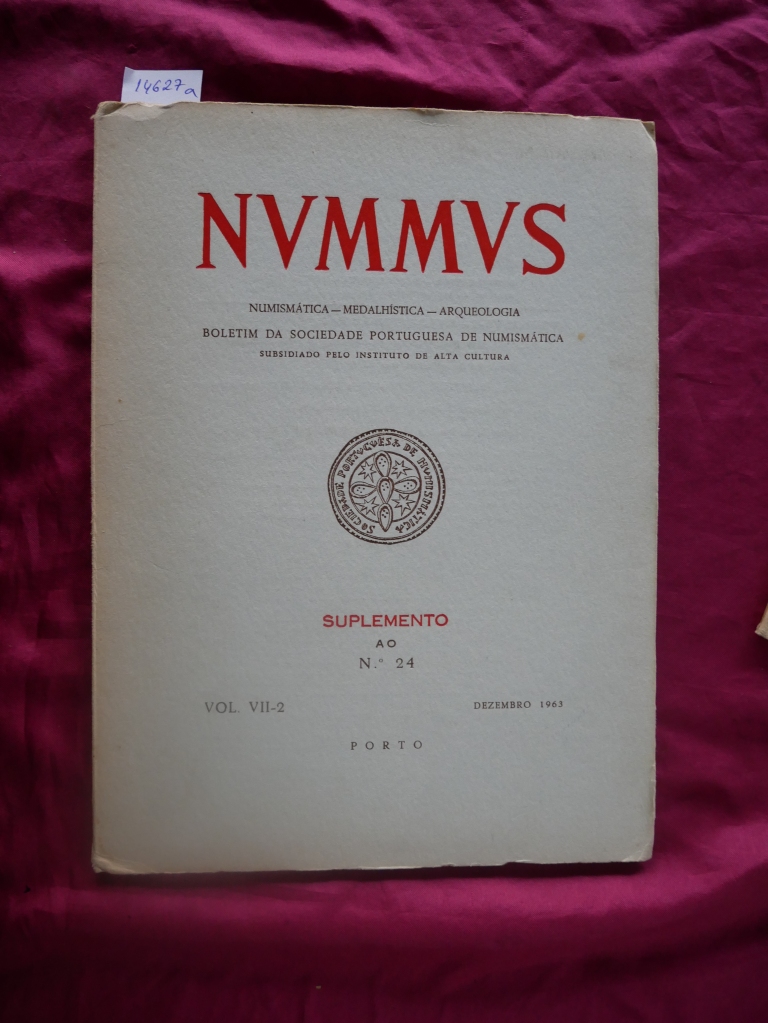 14627a
NVMMVS
NUMISMÁTICA — MEDALHÍSTICA — ARQUEOLOGIA
BOLETIM DA SOCIEDADE PORTUGUESA DE NUMISMÁTICA
SUBSIDIADO PELO INSTITUTO DE ALTA CULTURA
SOCIEDADE PORTUGUESA DE NUMISMATICA
SUPLEMENTO
AO
N.º 24
VOL. VII-2
DEZEMBRO 1963
PORTO